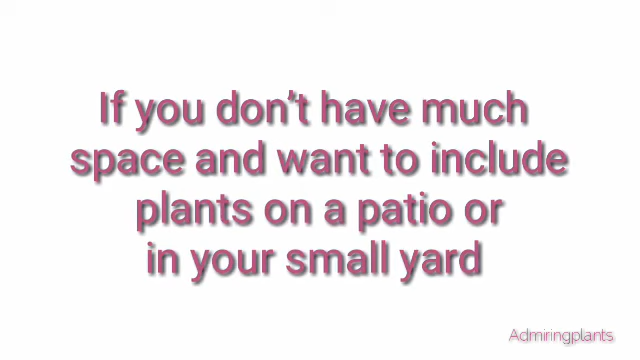 If you don't have much
space and want to include
plants on a patio or
in your small yard
Admiringplants